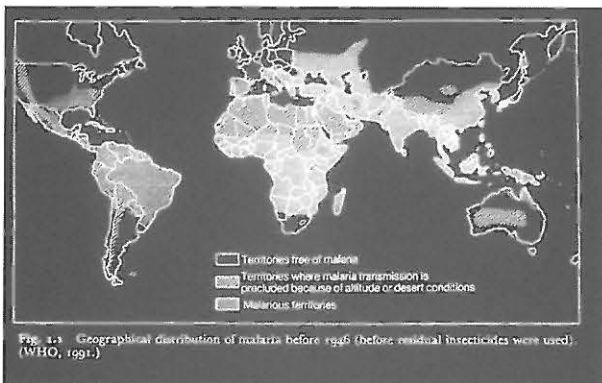 Territories free of malaria
Territories where malaria transmission is
precluded because of altitude or desert conditions
Malarious territories
Fig. 1.1 Geographical distribution of malaria before 1946 (before residual insecticides were used).
(WHO, 1991.)